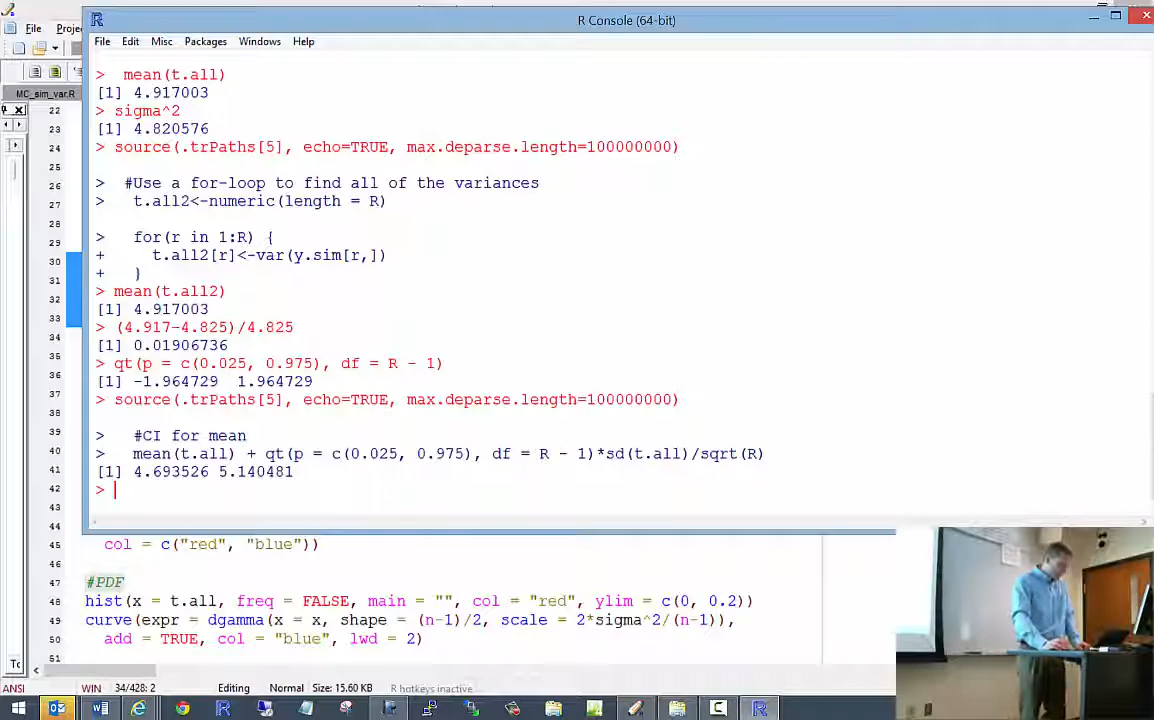 R Console (64-bit)
File Proje
File Edit Misc Packages Windows Help
MC_sim_var.R
> mean(t.all)
[1] 4.917003
> sigma^2
[1] 4.820576
> source(.trPaths[5], echo=TRUE, max.deparse.length=100000000)
> #Use a for-loop to find all of the variances
> t.all2<-numeric(length = R)
> for(r in 1:R) {
+ t.all2[r]<-var(y.sim[r,])
+ }
> mean(t.all2)
[1] 4.917003
> (4.917-4.825)/4.825
[1] 0.01906736
> qt(p = c(0.025, 0.975), df = R - 1)
[1] -1.964729 1.964729
> source(.trPaths[5], echo=TRUE, max.deparse.length=100000000)
> #CI for mean
> mean(t.all) + qt(p = c(0.025, 0.975), df = R - 1)*sd(t.all)/sqrt(R)
[1] 4.693526 5.140481
>
22
23
24
25
26
27
28
29
30
31
32
33
34
35
36
37
38
39
40
41
42
43
44
45 col = c("red", "blue"))
46
47 #PDF
48 hist(x = t.all, freq = FALSE, main = "", col = "red", ylim = c(0, 0.2))
49 curve(expr = dgamma(x = x, shape = (n-1)/2, scale = 2*sigma^2/(n-1)),
50 add = TRUE, col = "blue", lwd = 2)
51
ANSI WIN 34/428: 2 Editing Normal Size: 15.60 KB R hotkeys inactive